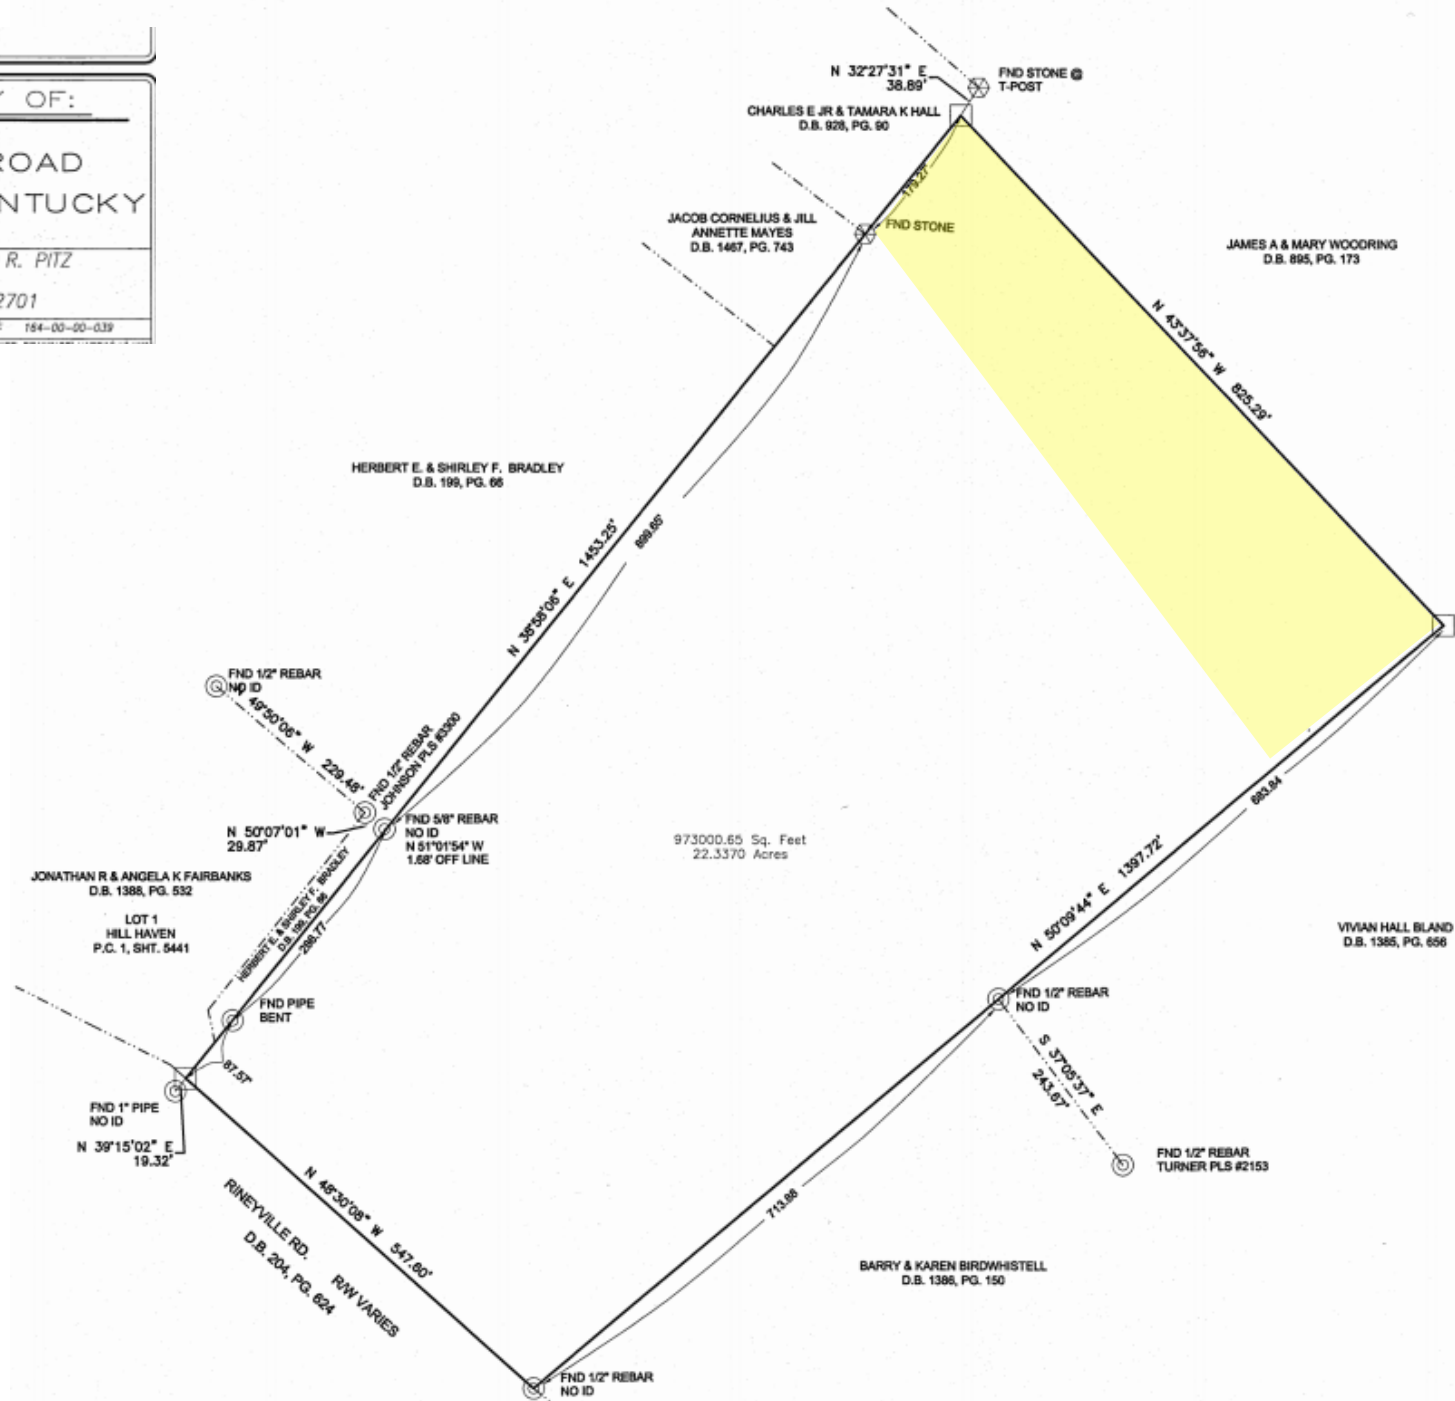 Y OF:
ROAD
NTUCKY
R. PITZ
2701
164-00-00-039
N 32°27'31" E
38.89'
FND STONE @
T-POST
CHARLES E JR & TAMARA K HALL
D.B. 928, PG. 90
179.27'
JACOB CORNELIUS & JILL
ANNETTE MAYES
D.B. 1467, PG. 743
FND STONE
JAMES A & MARY WOODRING
D.B. 895, PG. 173
N 43°37'56" W 825.29'
HERBERT E. & SHIRLEY F. BRADLEY
D.B. 199, PG. 66
899.65'
N 38°58'06" E 1453.25'
FND 1/2" REBAR
NO ID
49°50'06" W 229.48'
FND 1/2" REBAR
JOHNSON PLS #3300
N 50°07'01" W
29.87'
FND 5/8" REBAR
NO ID
N 51°01'54" W
1.68' OFF LINE
973000.65 Sq. Feet
22.3370 Acres
683.84
N 50°09'44" E 1397.72'
JONATHAN R & ANGELA K FAIRBANKS
D.B. 1388, PG. 532
LOT 1
HILL HAVEN
P.C. 1, SHT. 5441
HERBERT E. & SHIRLEY F. BRADLEY
D.B. 199, PG. 66
286.77
VIVIAN HALL BLAND
D.B. 1385, PG. 656
FND PIPE
BENT
FND 1/2" REBAR
NO ID
87.57'
S 37°05'37" E
243.67'
FND 1" PIPE
NO ID
N 39°15'02" E
19.32'
FND 1/2" REBAR
TURNER PLS #2153
N 48°30'08" W 547.60'
713.88
RINEYVILLE RD. R/W VARIES
D.B. 204, PG. 624
BARRY & KAREN BIRDWHISTELL
D.B. 1386, PG. 150
FND 1/2" REBAR
NO ID